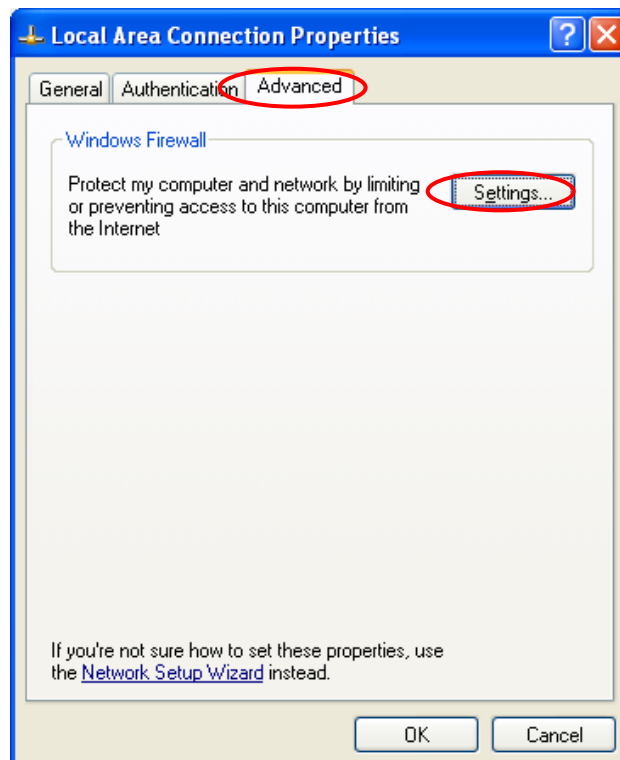 Local Area Connection Properties
General Authentication Advanced
Windows Firewall
Protect my computer and network by limiting
or preventing access to this computer from
the Internet
Settings...
If you're not sure how to set these properties, use
the Network Setup Wizard instead.
OK Cancel